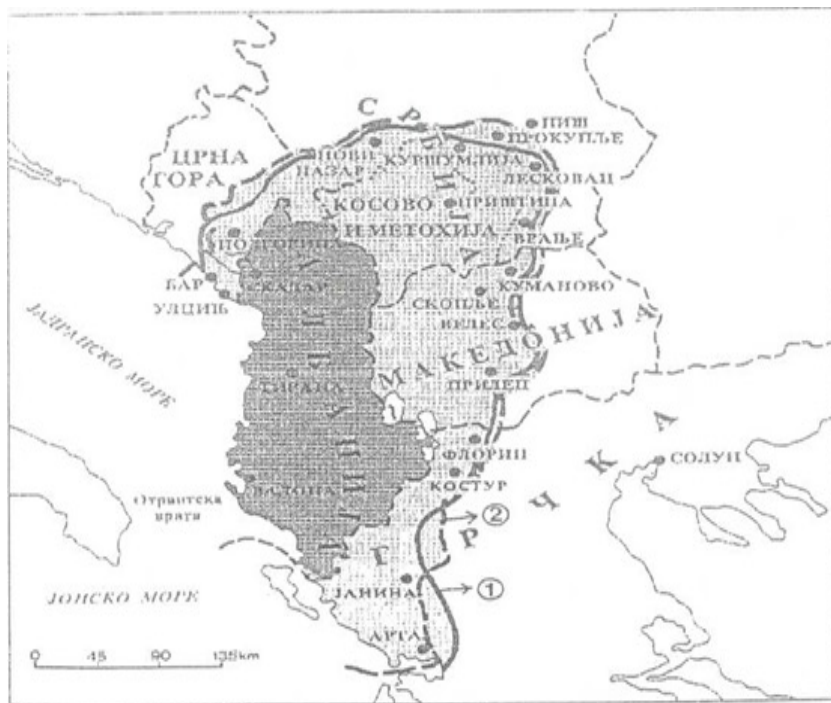 СРБИЈА
НИШ
ПРОКУПЉЕ
ЦРНА
ГОРА
НОВИ
ПАЗАР
КУРШУМЛИЈА
ЛЕСКОВАЦ
КОСОВО
И МЕТОХИЈА
ПРИШТИНА
ВРАЊЕ
ПОДГОРИЦА
БАР
УЛЦИЊ
СКАДАР
СКОПЉЕ
КУМАНОВО
ВЕЛЕС
МАКЕДОНИЈА
ЈАДРАНСКО МОРЕ
ТИРАНА
ПРИЛЕП
ФЛОРИН
КОСТУР
СОЛУН
ГРЧКА
ВАЛОНА
Отрантска
врата
2
1
ЈАНИНА
ЈОНСКО МОРЕ
АРТА
0 45 90 135km